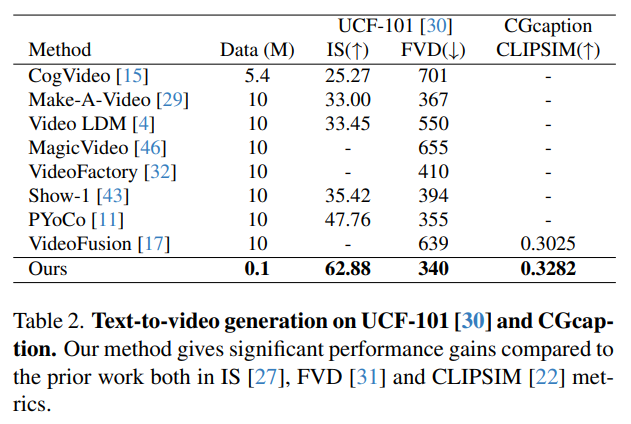 UCF-101 [30] CGcaption
Method Data (M) IS(↑) FVD(↓) CLIPSIM(↑)
CogVideo [15] 5.4 25.27 701 -
Make-A-Video [29] 10 33.00 367 -
Video LDM [4] 10 33.45 550 -
MagicVideo [46] 10 - 655 -
VideoFactory [32] 10 - 410 -
Show-1 [43] 10 35.42 394 -
PYoCo [11] 10 47.76 355 -
VideoFusion [17] 10 - 639 0.3025
Ours 0.1 62.88 340 0.3282
Table 2. Text-to-video generation on UCF-101 [30] and CGcap-
tion. Our method gives significant performance gains compared to
the prior work both in IS [27], FVD [31] and CLIPSIM [22] met-
rics.